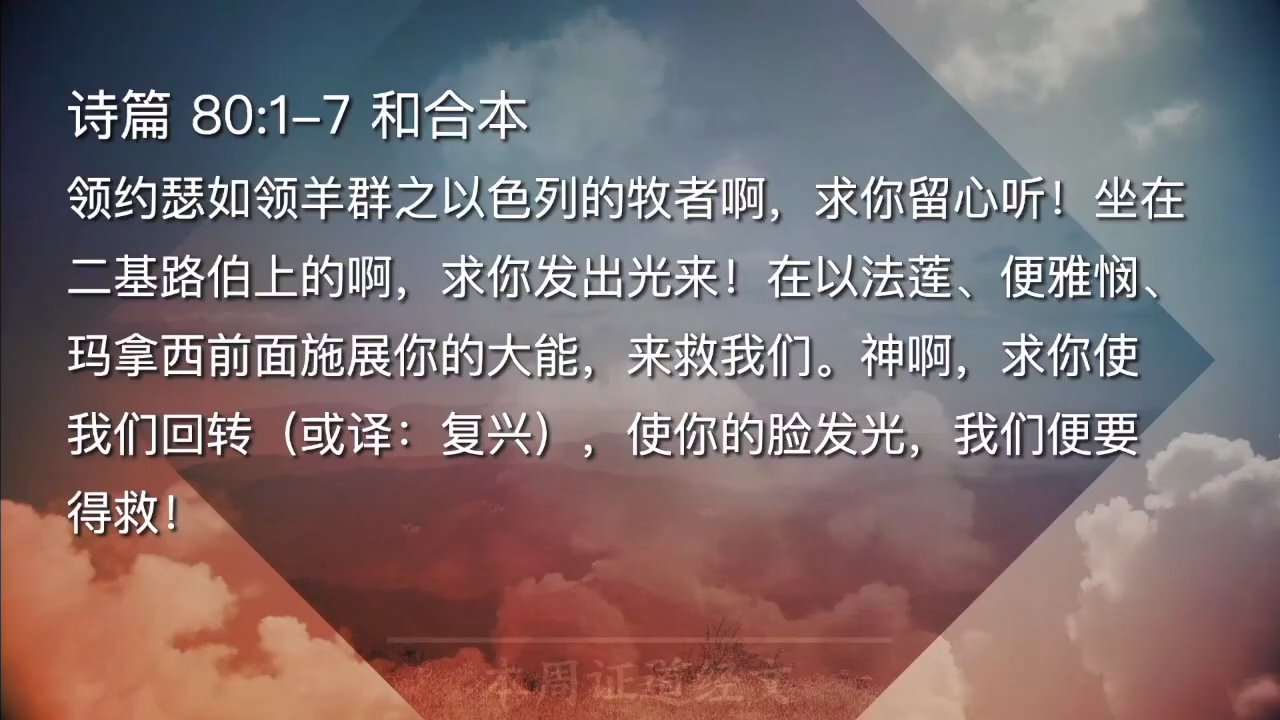 诗篇 80:1–7 和合本
领约瑟如领羊群之以色列的牧者啊，求你留心听！坐在
二基路伯上的啊，求你发出光来！在以法莲、便雅悯、
玛拿西前面施展你的大能，来救我们。神啊，求你使
我们回转（或译：复兴），使你的脸发光，我们便要
得救！
本周证道经文